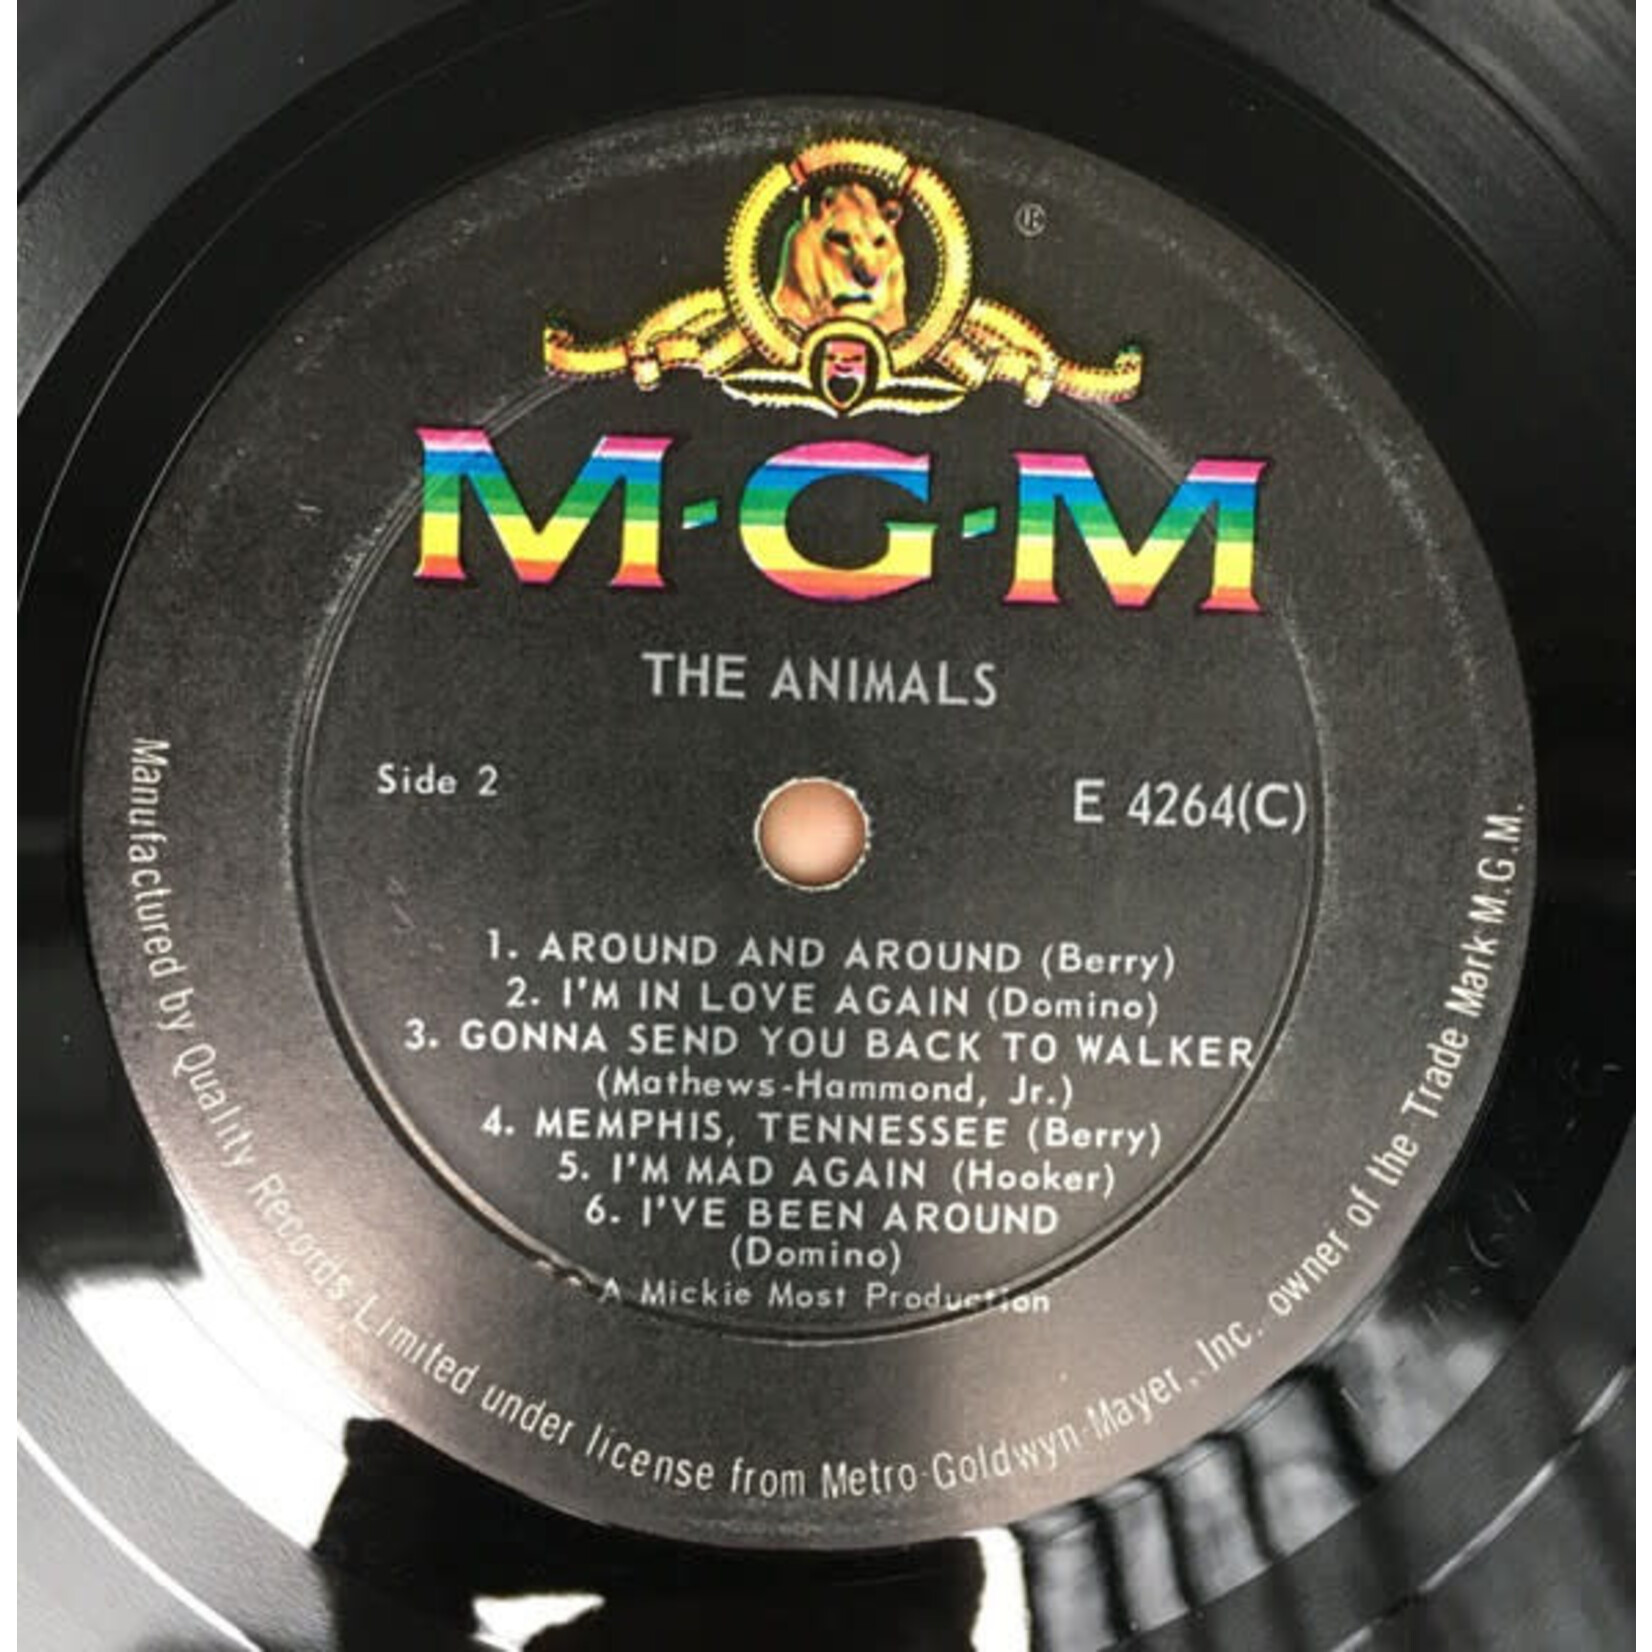 ®
M-G-M
THE ANIMALS
Side 2
E 4264(C)
1. AROUND AND AROUND (Berry)
2. I'M IN LOVE AGAIN (Domino)
3. GONNA SEND YOU BACK TO WALKER
(Mathews-Hammond, Jr.)
4. MEMPHIS, TENNESSEE (Berry)
5. I'M MAD AGAIN (Hooker)
6. I'VE BEEN AROUND
(Domino)
A Mickie Most Production
Manufactured by Quality Records Limited under license from Metro-Goldwyn-Mayer, Inc. owner of the Trade Mark M.G.M.